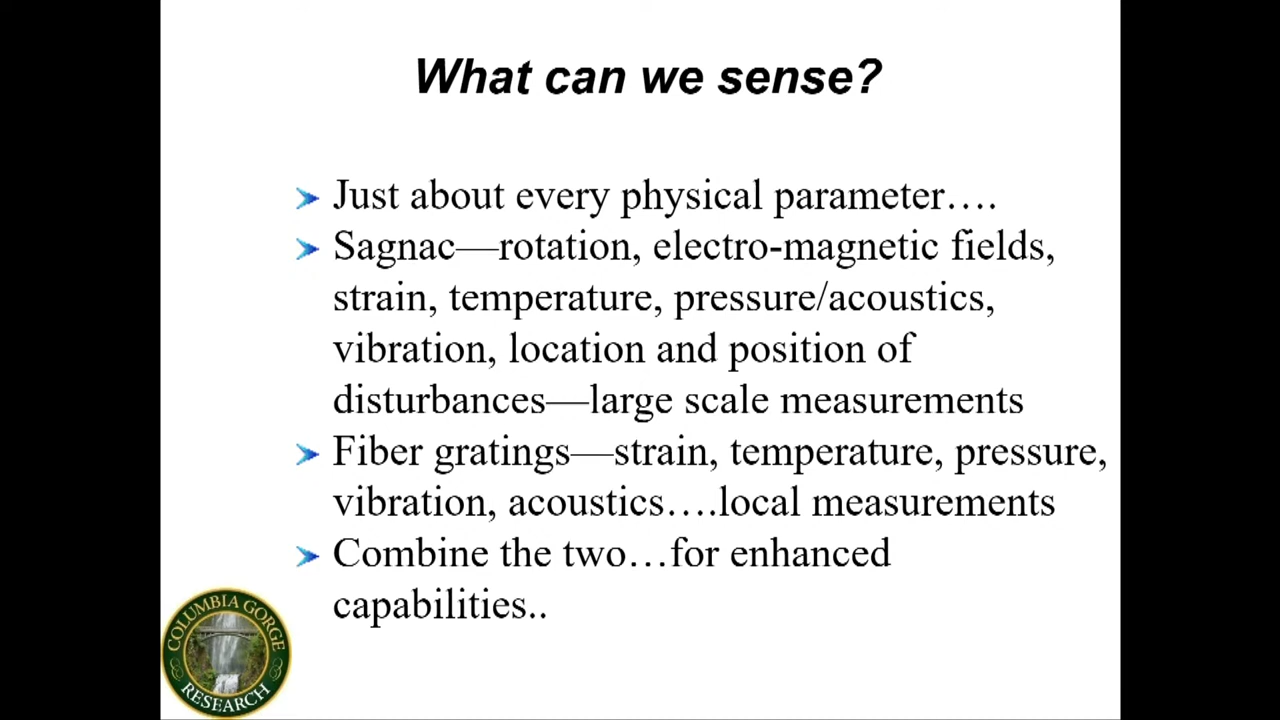 What can we sense?
Just about every physical parameter….
Sagnac—rotation, electro-magnetic fields,
strain, temperature, pressure/acoustics,
vibration, location and position of
disturbances—large scale measurements
Fiber gratings—strain, temperature, pressure,
vibration, acoustics….local measurements
Combine the two…for enhanced
capabilities..
COLUMBIA GORGE
RESEARCH